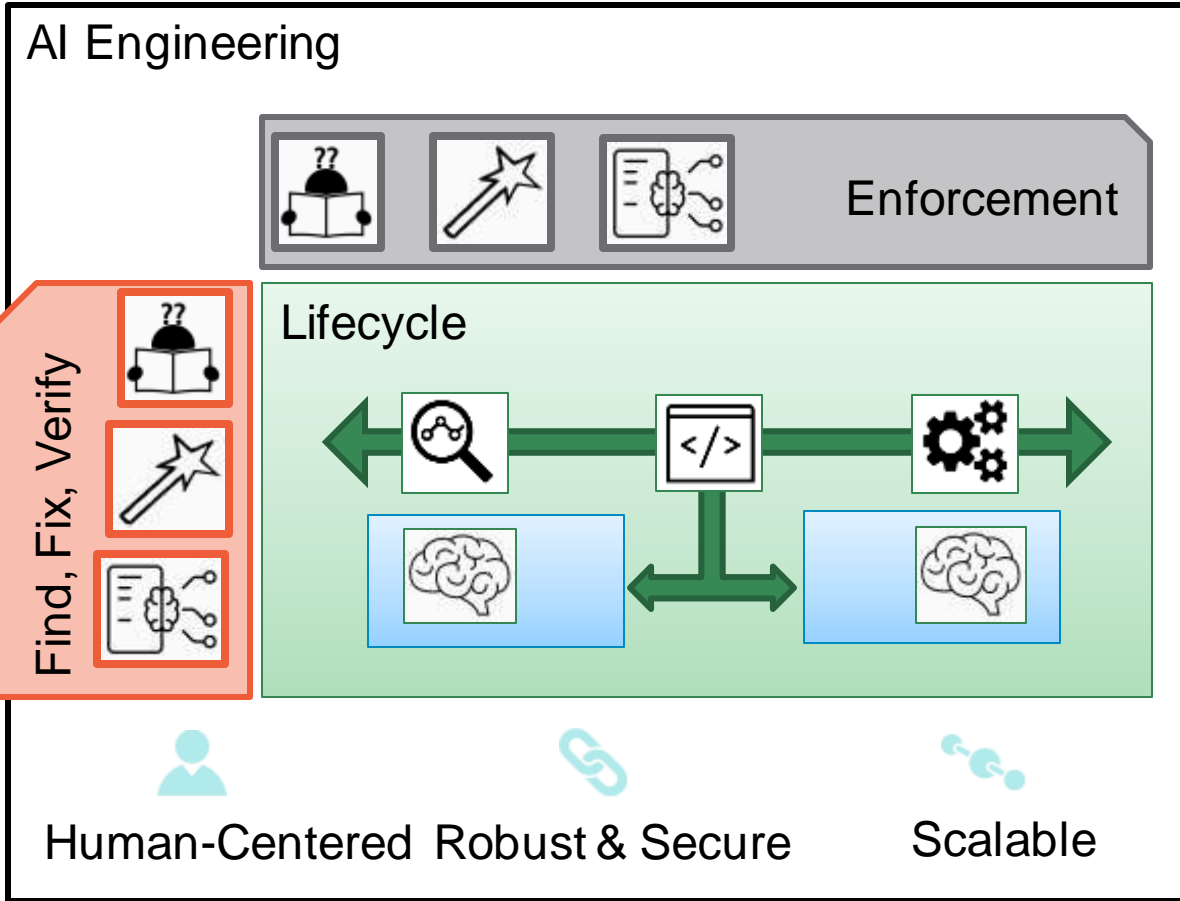 AI Engineering
??
Enforcement
Find, Fix, Verify
??
Lifecycle
</>
Human-Centered
Robust & Secure
Scalable